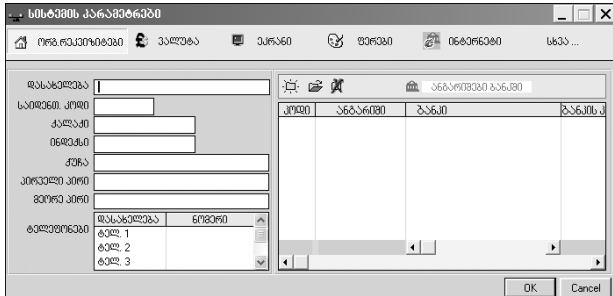 სისტემის პარამეტრები
ორგ.რეკვიზიტები ვალუტა ეკრანი ფერები ინტერნეტი სხვა ...
დასახელება
საიდენტ. კოდი
ქალაქი
ინდექსი
ქუჩა
პირველი პირი
მეორე პირი
ტელეფონები
დასახელება ნომერი
ტელ. 1
ტელ. 2
ტელ. 3
ანგარიშები ბანკში
კოდი ანგარიში ბანკი ბანკის კ
OK Cancel